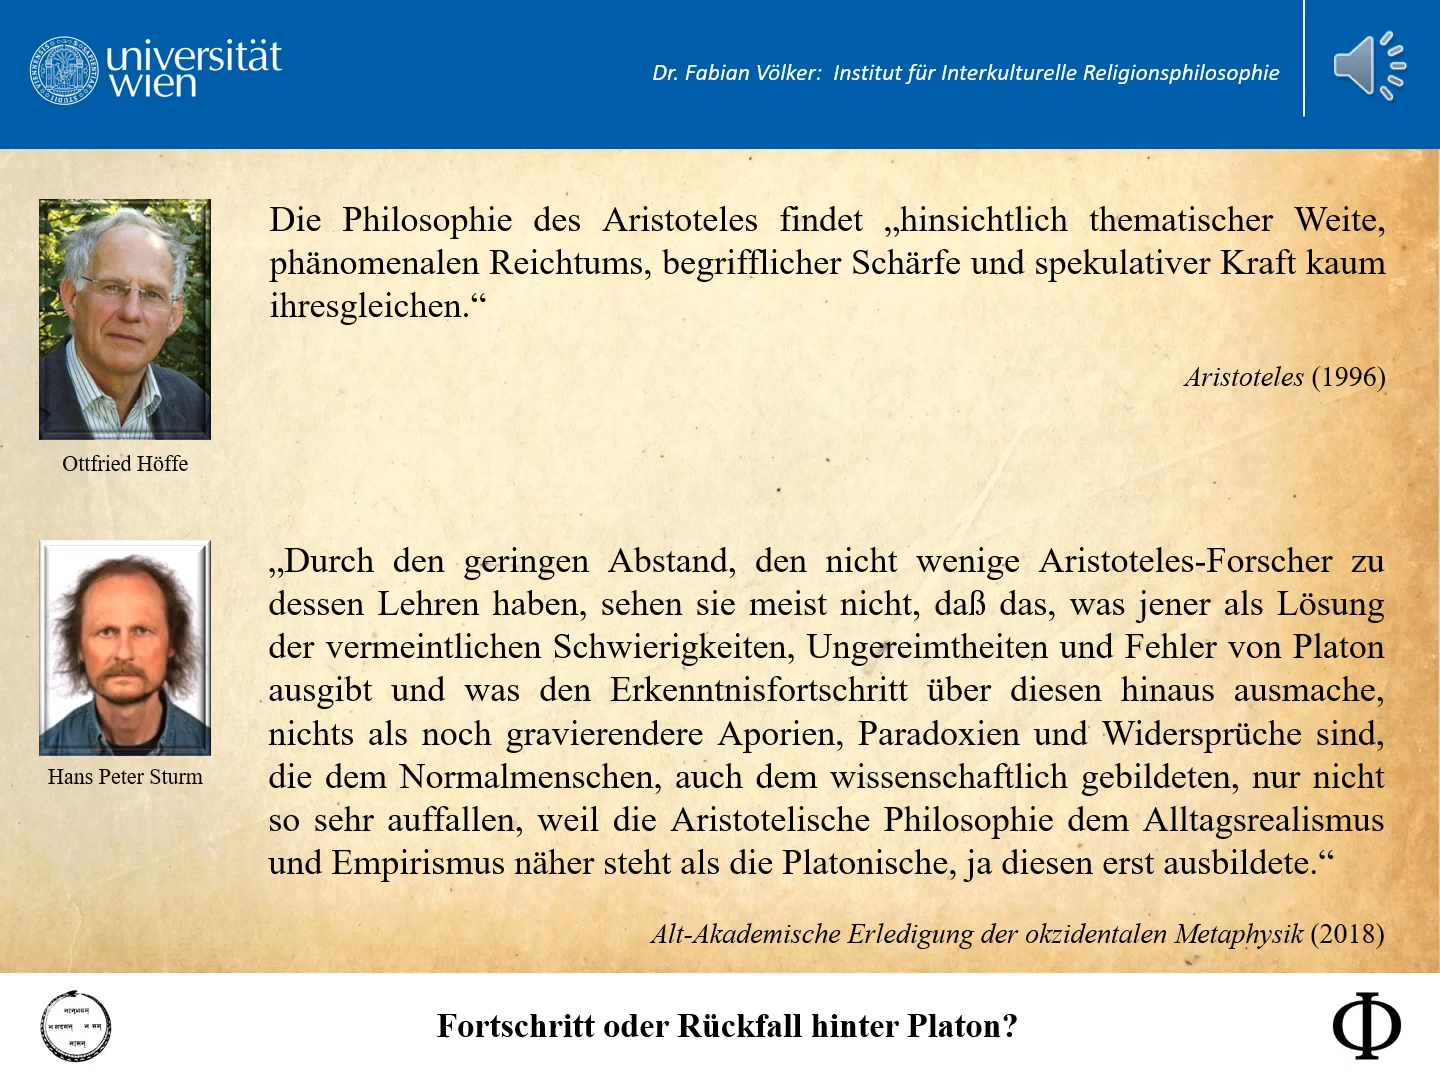 universität
wien
Dr. Fabian Völker: Institut für Interkulturelle Religionsphilosophie
Die Philosophie des Aristoteles findet „hinsichtlich thematischer Weite,
phänomenalen Reichtums, begrifflicher Schärfe und spekulativer Kraft kaum
ihresgleichen.“
Aristoteles (1996)
Ottfried Höffe
„Durch den geringen Abstand, den nicht wenige Aristoteles-Forscher zu
dessen Lehren haben, sehen sie meist nicht, daß das, was jener als Lösung
der vermeintlichen Schwierigkeiten, Ungereimtheiten und Fehler von Platon
ausgibt und was den Erkenntnisfortschritt über diesen hinaus ausmache,
nichts als noch gravierendere Aporien, Paradoxien und Widersprüche sind,
die dem Normalmenschen, auch dem wissenschaftlich gebildeten, nur nicht
so sehr auffallen, weil die Aristotelische Philosophie dem Alltagsrealismus
und Empirismus näher steht als die Platonische, ja diesen erst ausbildete.“
Hans Peter Sturm
Alt-Akademische Erledigung der okzidentalen Metaphysik (2018)
Fortschritt oder Rückfall hinter Platon?
Φ